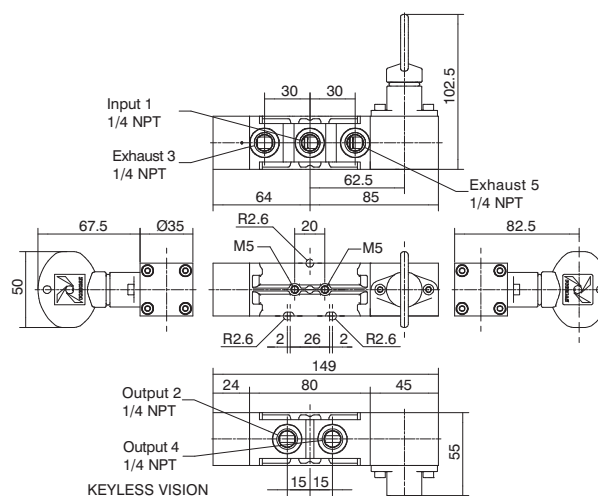 30 30
102.5
Input 1
1/4 NPT
Exhaust 3
1/4 NPT
62.5
Exhaust 5
1/4 NPT
64 85
67.5 Ø35 R2.6 20 82.5
M5 M5
50
R2.6 2 26 2 R2.6
149
24 80 45
Output 2
1/4 NPT
Output 4
1/4 NPT
55
15 15
KEYLESS VISION